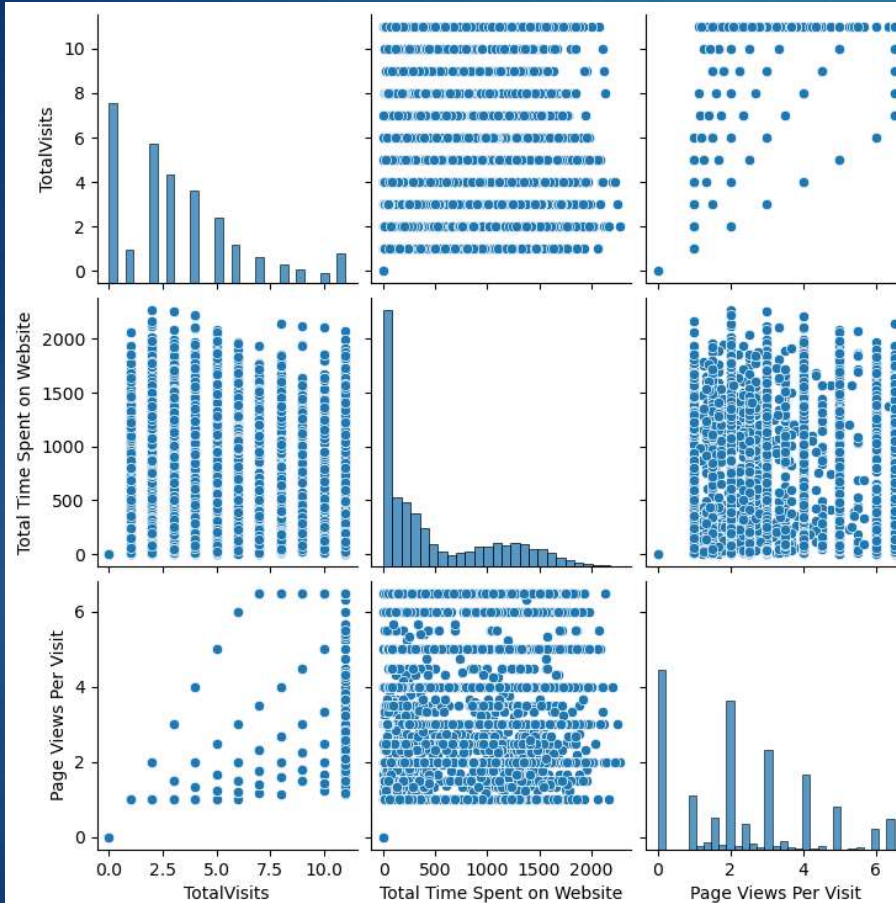 TotalVisits
10
8
6
4
2
0
Total Time Spent on Website
2000
1500
1000
500
0
Page Views Per Visit
6
4
2
0
0.0 2.5 5.0 7.5 10.0
0 500 1000 1500 2000
0 2 4 6
TotalVisits
Total Time Spent on Website
Page Views Per Visit